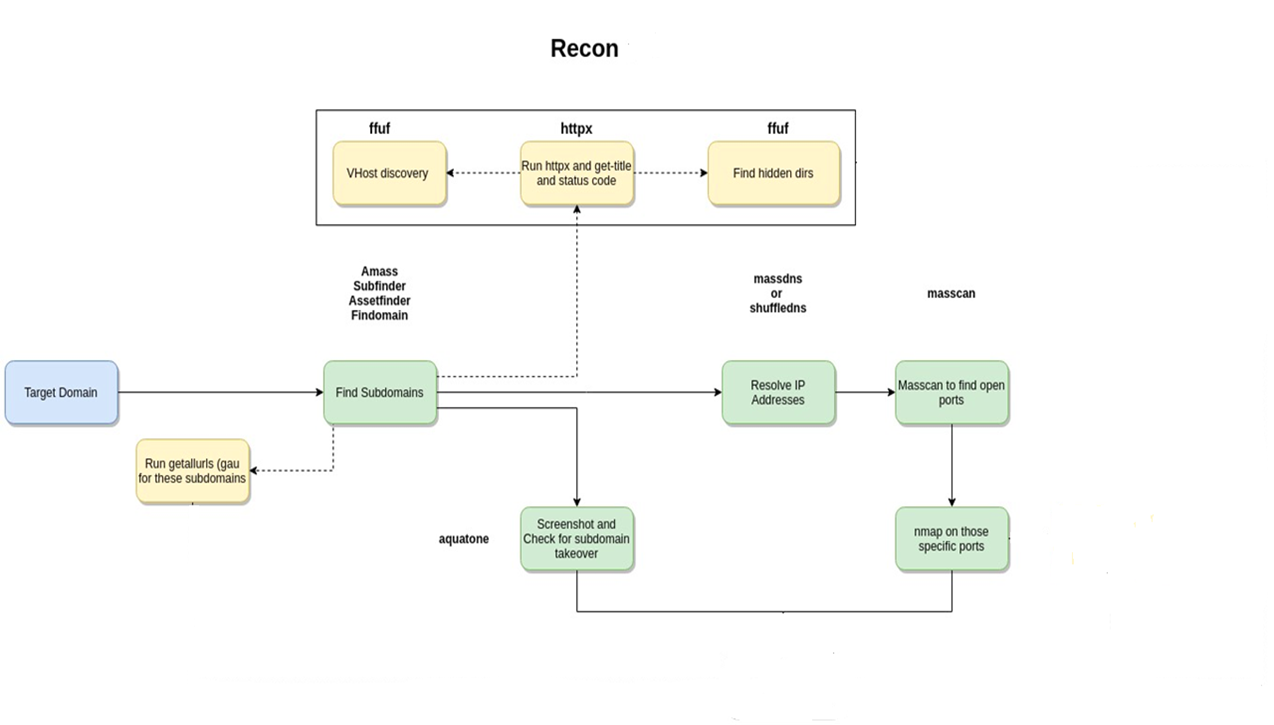 Recon
ffuf
httpx
ffuf
VHost discovery
Run httpx and get-title
and status code
Find hidden dirs
Amass
Subfinder
Assetfinder
Findomain
massdns
or
shuffledns
masscan
Target Domain
Find Subdomains
Resolve IP
Addresses
Masscan to find open
ports
Run getallurls (gau
for these subdomains
aquatone
Screenshot and
Check for subdomain
takeover
nmap on those
specific ports